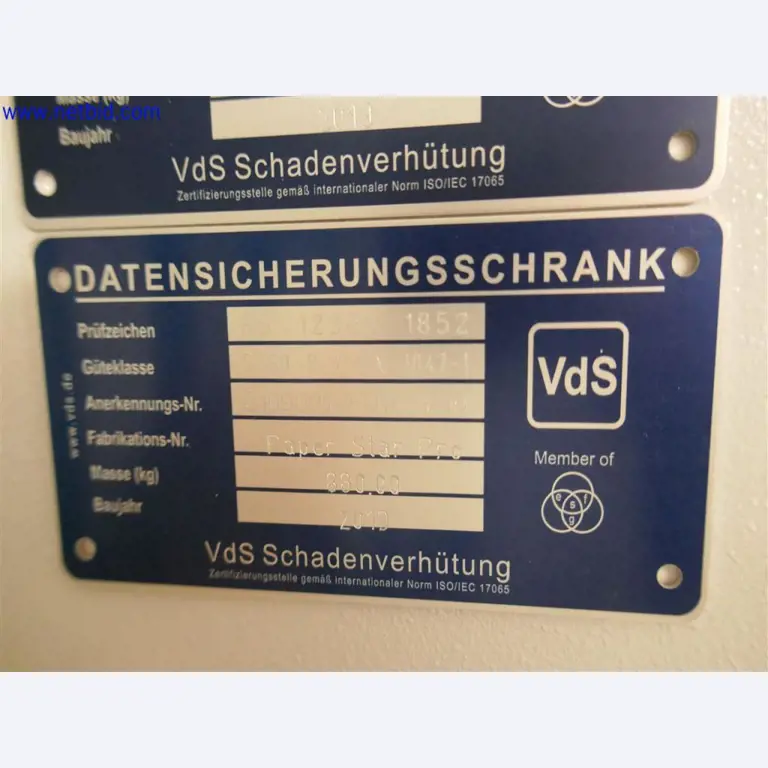 www.netbid.com
Masse (kg)
Baujahr
VdS Schadenverhütung
Zertifizierungsstelle gemäß internationaler Norm ISO/IEC 17065
DATENSICHERUNGSSCHRANK
Prüfzeichen 1852
Güteklasse
Anerkennungs-Nr.
Fabrikations-Nr. Paper Star Pro
Masse (kg)
Baujahr
www.vds.de
VdS
Member of
e s f
g
VdS Schadenverhütung
Zertifizierungsstelle gemäß internationaler Norm ISO/IEC 17065